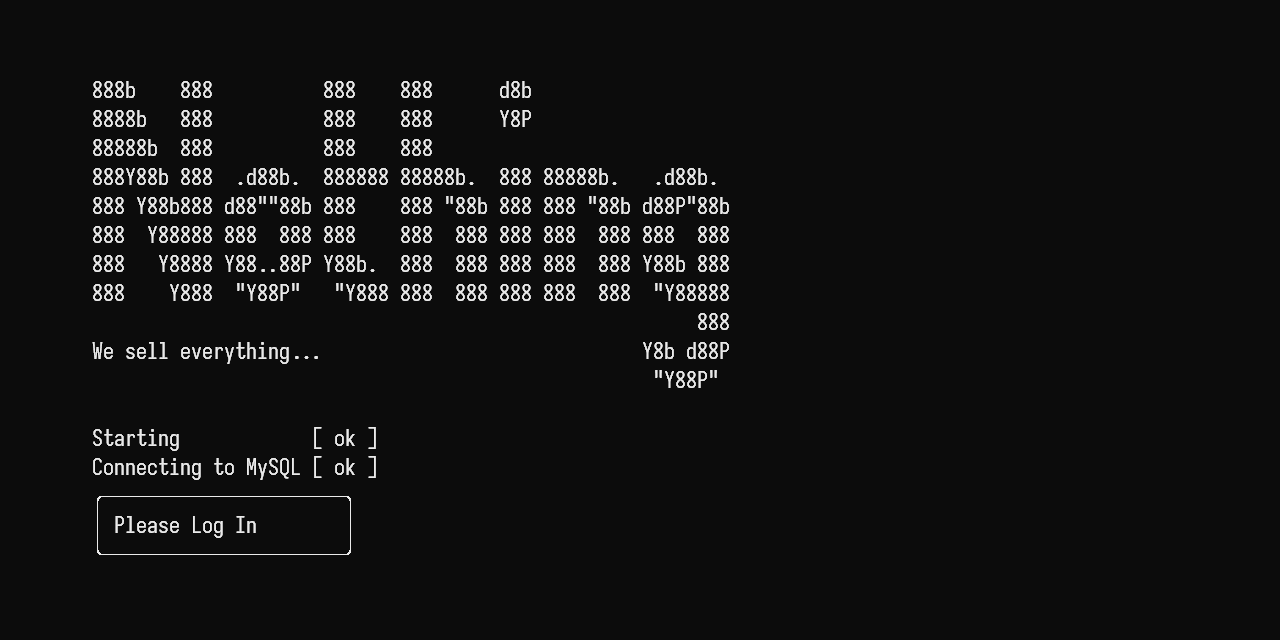 888b    888          888    888      d8b
8888b   888          888    888      Y8P
88888b  888          888    888
888Y88b 888  .d88b.  888888 88888b.  888 88888b.   .d88b.
888 Y88b888 d88""88b 888    888 "88b 888 888 "88b d88P"88b
888  Y88888 888  888 888    888  888 888 888  888 888  888
888   Y8888 Y88..88P Y88b.  888  888 888 888  888 Y88b 888
888    Y888  "Y88P"   "Y888 888  888 888 888  888  "Y88888
                                                       888
We sell everything...                             Y8b d88P
                                                   "Y88P"
Starting            [ ok ]
Connecting to MySQL [ ok ]
Please Log In